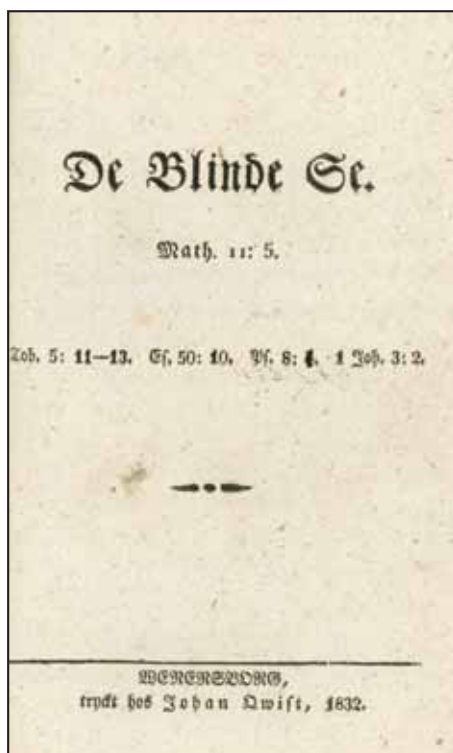 De Blinde Se.
Math. 11: 5.
Tob. 5: 11—13. Es. 50: 10. Ps. 8: 1 Joh. 3: 2.
WENERSBORG,
tryckt hos Johan Qwist, 1832.